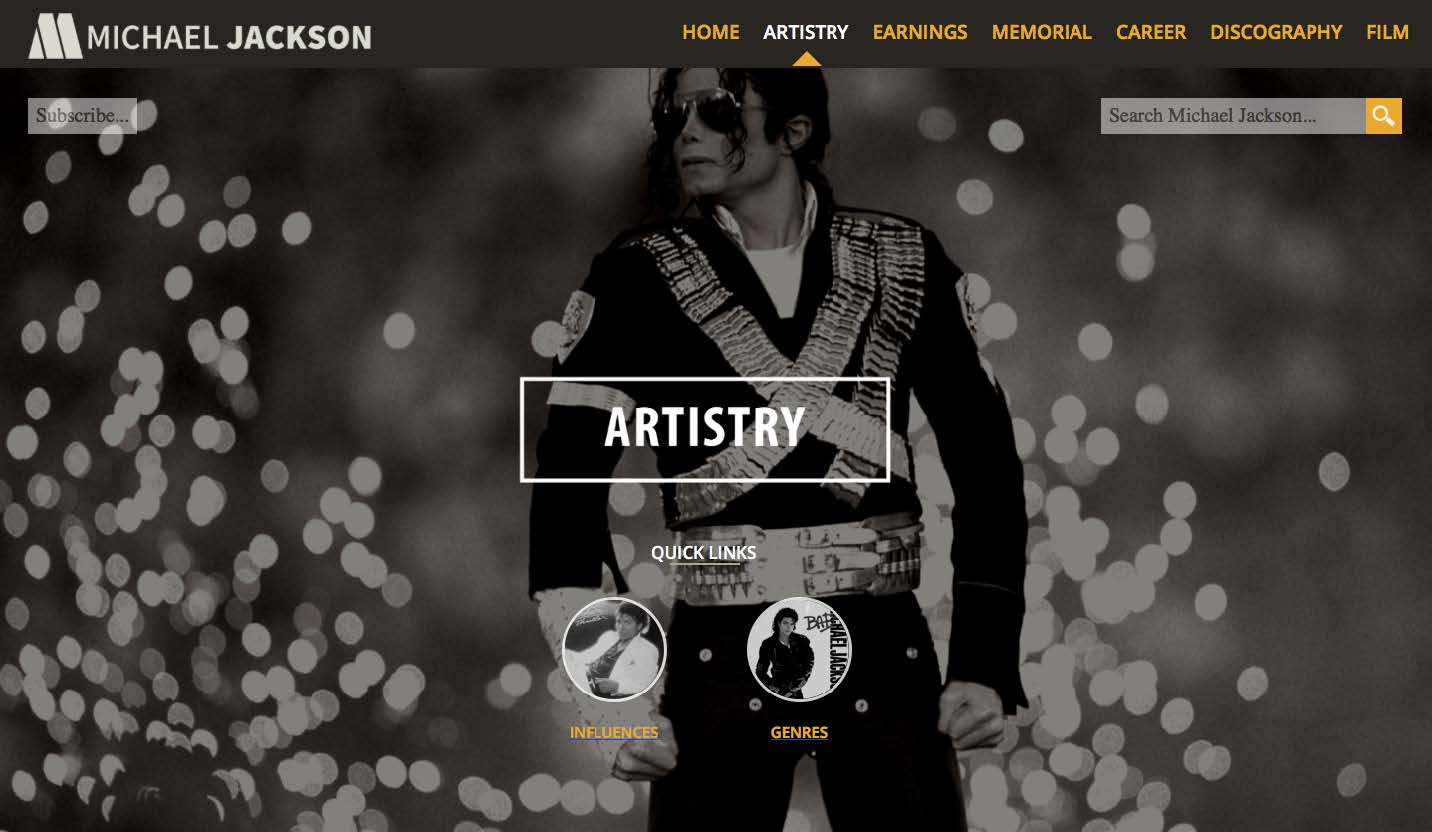 MICHAEL JACKSON
HOME ARTISTRY EARNINGS MEMORIAL CAREER DISCOGRAPHY FILM
Subscribe...
Search Michael Jackson...
ARTISTRY
QUICK LINKS
Thriller
BAD
MICHAEL JACKSON
INFLUENCES GENRES